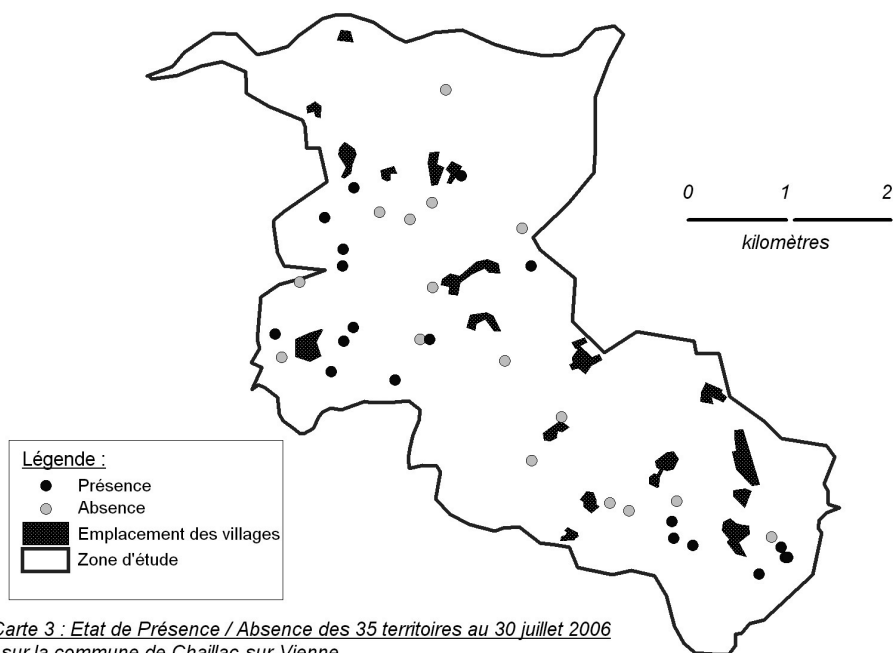 0 1 2
kilomètres
Légende :
Présence
Absence
Emplacement des villages
Zone d'étude
Carte 3 : Etat de Présence / Absence des 35 territoires au 30 juillet 2006
sur la commune de Chaillac sur Vienne